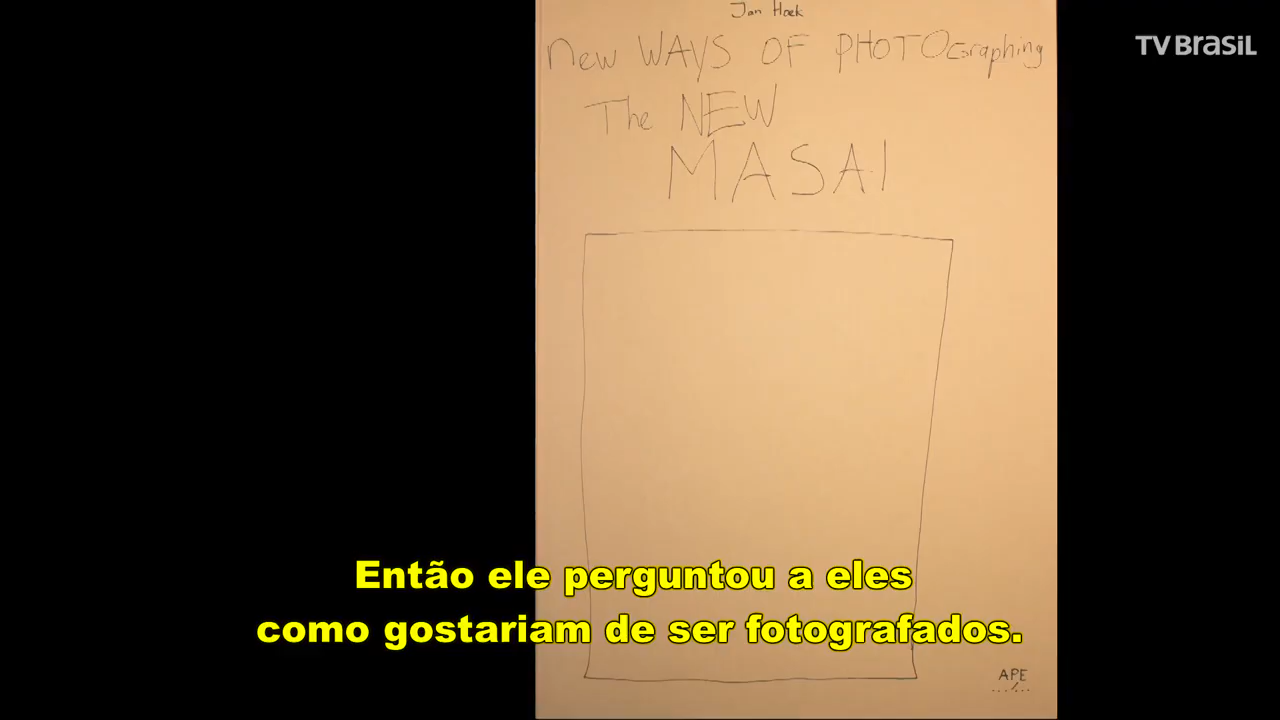 Jan Hoek
TV BRASIL
New WAYS OF PHOTOGraphing
The NEW
MASAI
Então ele perguntou a eles
como gostariam de ser fotografados.
APE